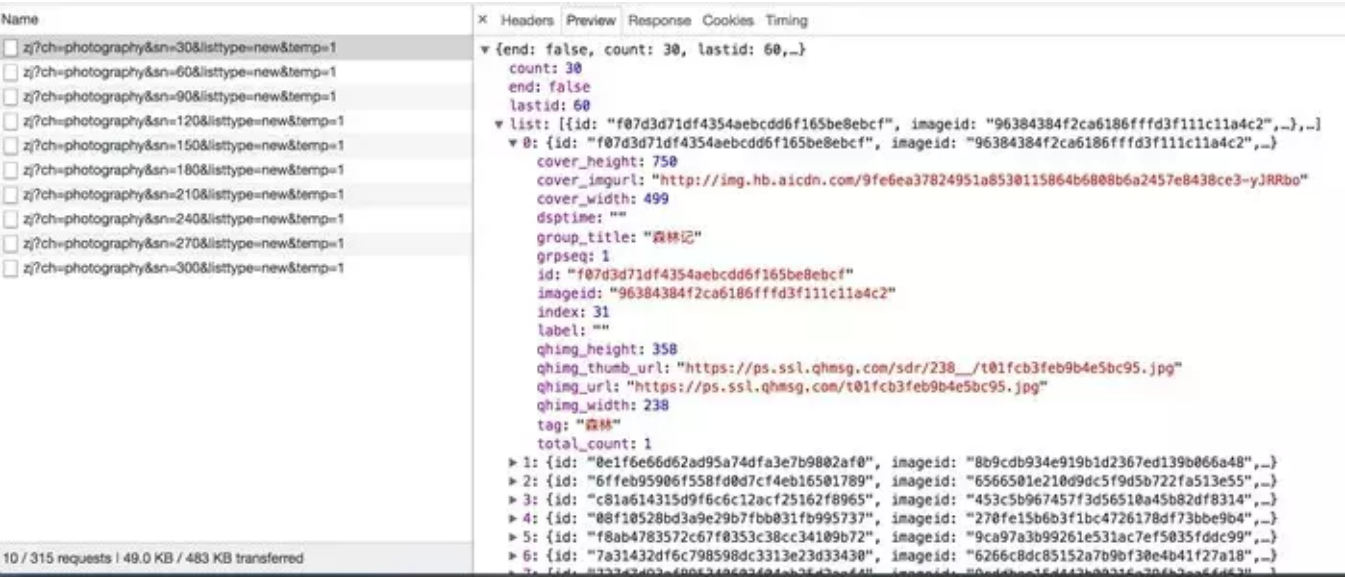 Name
zj?ch=photography&sn=30&listtype=new&temp=1
zj?ch=photography&sn=60&listtype=new&temp=1
zj?ch=photography&sn=90&listtype=new&temp=1
zj?ch=photography&sn=120&listtype=new&temp=1
zj?ch=photography&sn=150&listtype=new&temp=1
zj?ch=photography&sn=180&listtype=new&temp=1
zj?ch=photography&sn=210&listtype=new&temp=1
zj?ch=photography&sn=240&listtype=new&temp=1
zj?ch=photography&sn=270&listtype=new&temp=1
zj?ch=photography&sn=300&listtype=new&temp=1
10 / 315 requests | 49.0 KB / 483 KB transferred
× Headers Preview Response Cookies Timing
▼ {end: false, count: 30, lastid: 60,…}
count: 30
end: false
lastid: 60
▼ list: [{id: "f07d3d71df4354aebcdd6f165be8ebcf", imageid: "96384384f2ca6186fffd3f111c11a4c2",…},…]
▼ 0: {id: "f07d3d71df4354aebcdd6f165be8ebcf", imageid: "96384384f2ca6186fffd3f111c11a4c2",…}
cover_height: 750
cover_imgurl: "http://img.hb.aicdn.com/9fe6ea37824951a8530115864b6808b6a2457e8438ce3-yJRRbo"
cover_width: 499
dsptime: ""
group_title: "森林记"
grpseq: 1
id: "f07d3d71df4354aebcdd6f165be8ebcf"
imageid: "96384384f2ca6186fffd3f111c11a4c2"
index: 31
label: ""
qhimg_height: 358
qhimg_thumb_url: "https://ps.ssl.qhmsg.com/sdr/238__/t01fcb3feb9b4e5bc95.jpg"
qhimg_url: "https://ps.ssl.qhmsg.com/t01fcb3feb9b4e5bc95.jpg"
qhimg_width: 238
tag: "森林"
total_count: 1
▶ 1: {id: "0e1f6e66d62ad95a74dfa3e7b9802af0", imageid: "8b9cdb934e919b1d2367ed139b066a48",…}
▶ 2: {id: "6ffeb95906f558fd0d7cf4eb16501789", imageid: "6566501e210d9dc5f9d5b722fa513e55",…}
▶ 3: {id: "c81a614315d9f6c6c12acf25162f8965", imageid: "453c5b967457f3d56510a45b82df8314",…}
▶ 4: {id: "08f10528bd3a9e29b7fbb031fb995737", imageid: "270fe15b6b3f1bc4726178df73bbe9b4",…}
▶ 5: {id: "f8ab4783572c67f0353c38cc34109b72", imageid: "9ca97a3b99261e531ac7ef5035fddc99",…}
▶ 6: {id: "7a31432df6c798598dc3313e23d33430", imageid: "6266c8dc85152a7b9bf30e4b41f27a18",…}